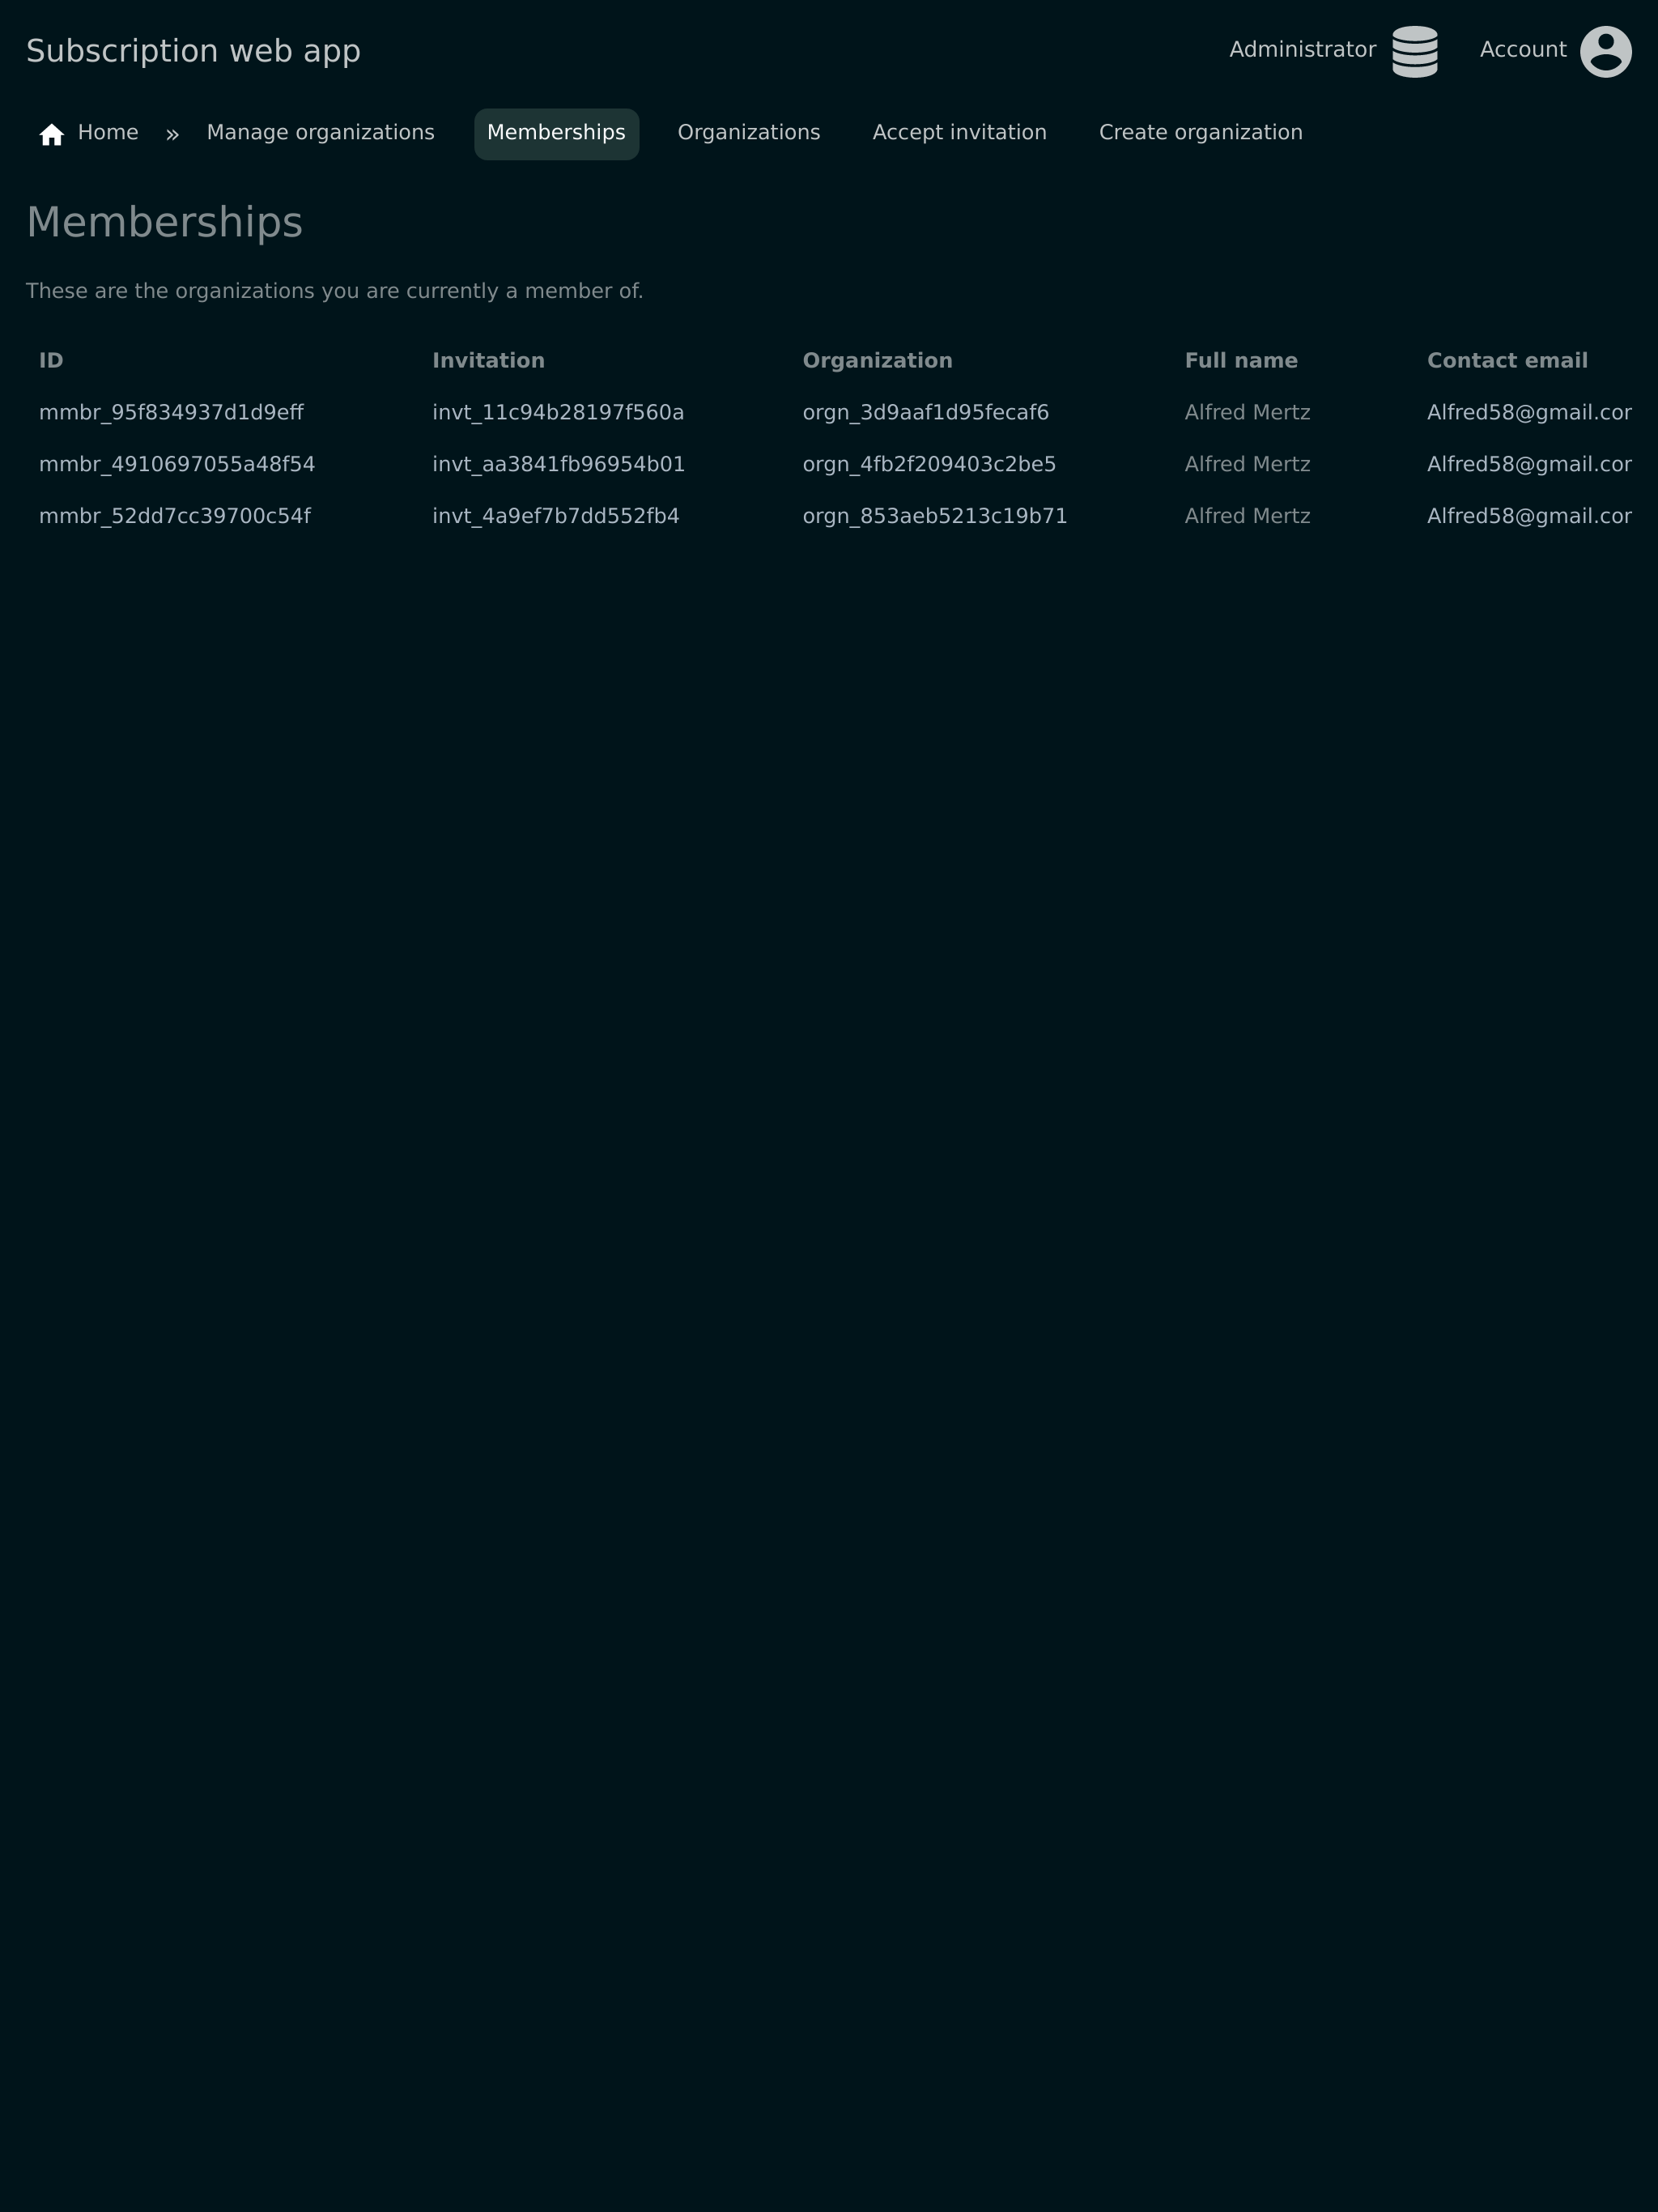 Subscription web app Administrator Account
Home » Manage organizations Memberships Organizations Accept invitation Create organization
Memberships
These are the organizations you are currently a member of.
ID Invitation Organization Full name Contact email
mmbr_95f834937d1d9eff invt_11c94b28197f560a orgn_3d9aaf1d95fecaf6 Alfred Mertz Alfred58@gmail.cor
mmbr_4910697055a48f54 invt_aa3841fb96954b01 orgn_4fb2f209403c2be5 Alfred Mertz Alfred58@gmail.cor
mmbr_52dd7cc39700c54f invt_4a9ef7b7dd552fb4 orgn_853aeb5213c19b71 Alfred Mertz Alfred58@gmail.cor